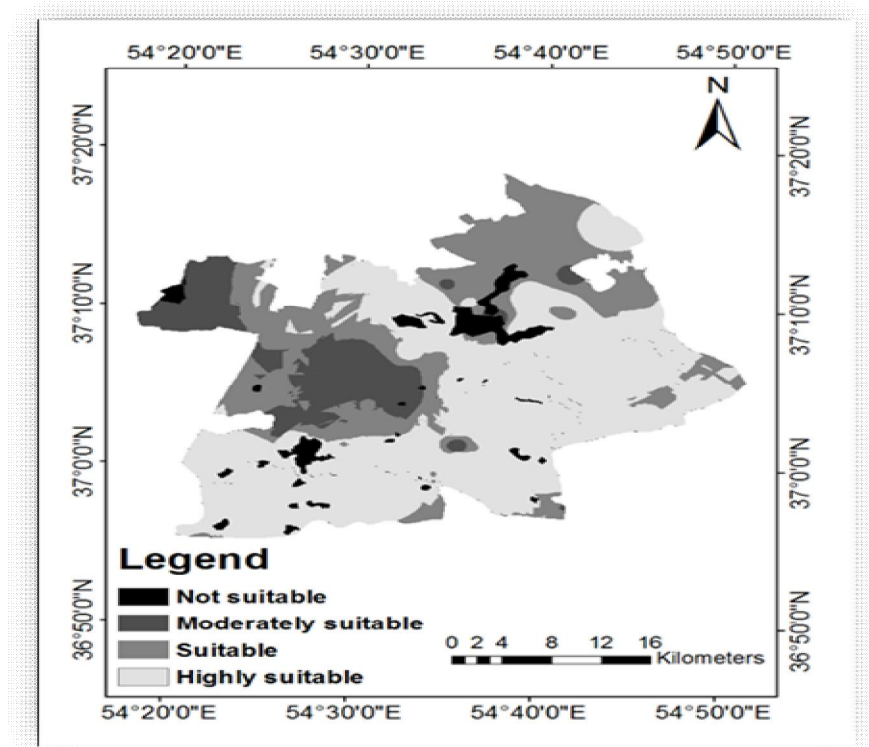 54°20'0"E 54°30'0"E 54°40'0"E 54°50'0"E
N
37°20'0"N 37°20'0"N
37°10'0"N 37°10'0"N
37°0'0"N 37°0'0"N
36°50'0"N 36°50'0"N
Legend
Not suitable
Moderately suitable
Suitable
Highly suitable
0 2 4 8 12 16
Kilometers
54°20'0"E 54°30'0"E 54°40'0"E 54°50'0"E